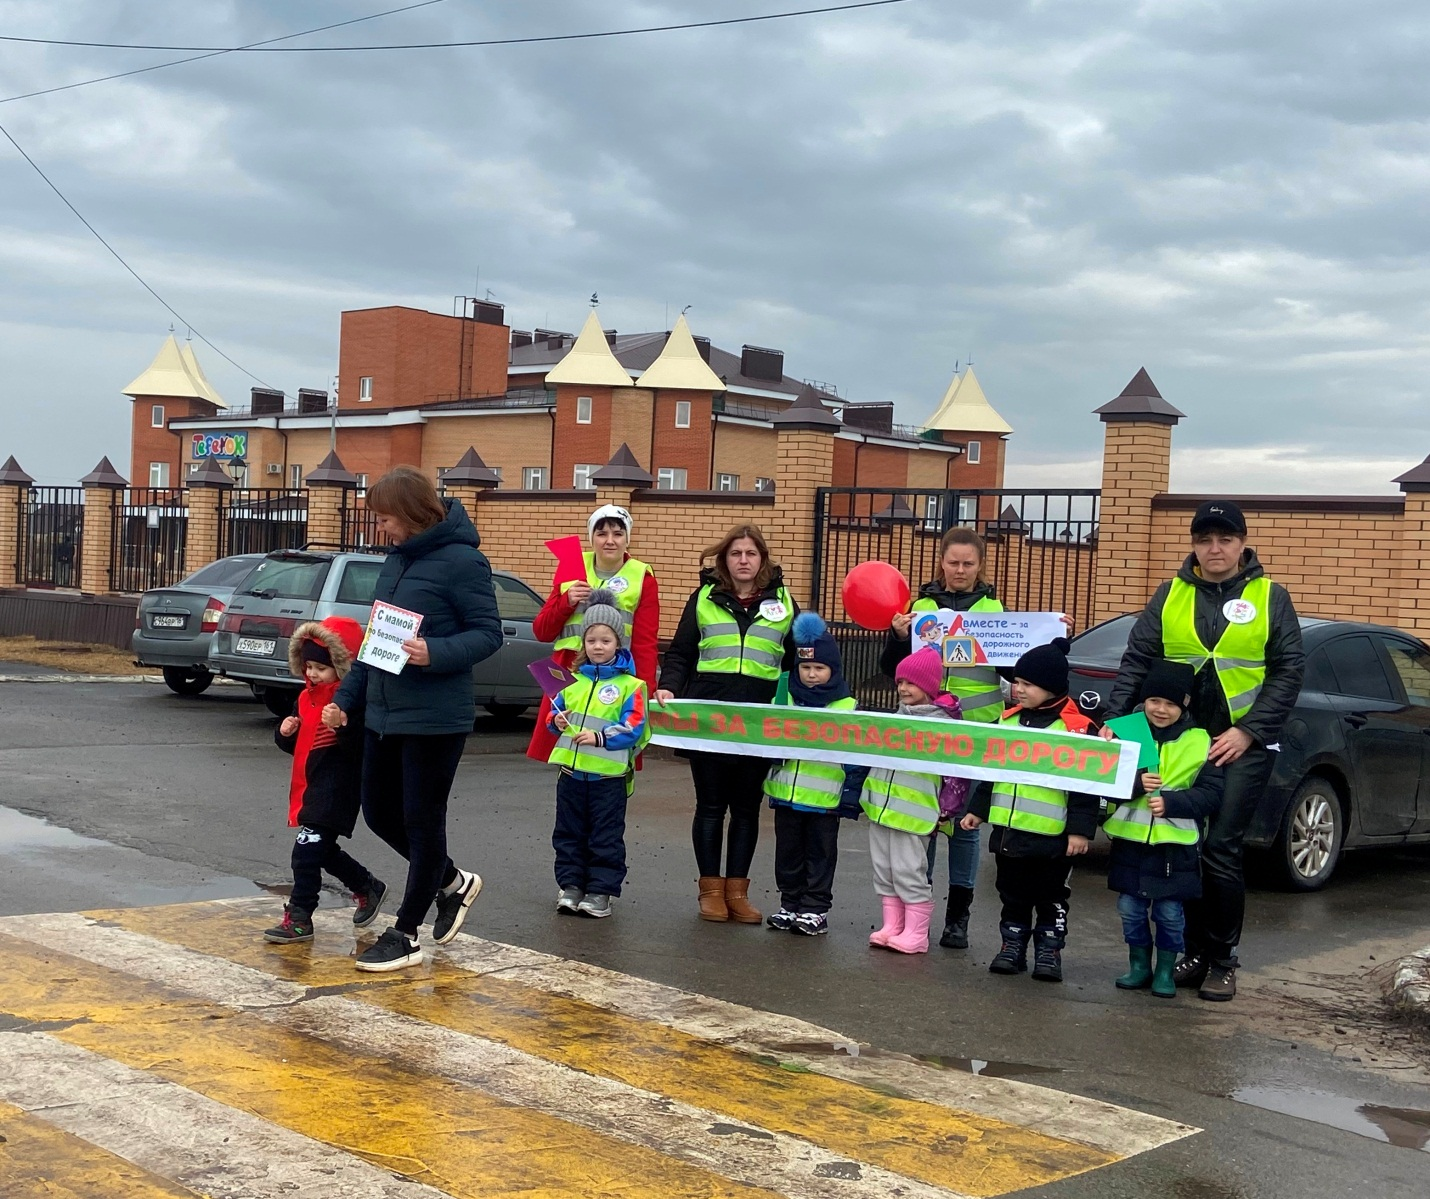 Теремок
С мамой
по безопасной
дороге
Вместе - за
безопасность
дорожного
движения
МЫ ЗА БЕЗОПАСНУЮ ДОРОГУ